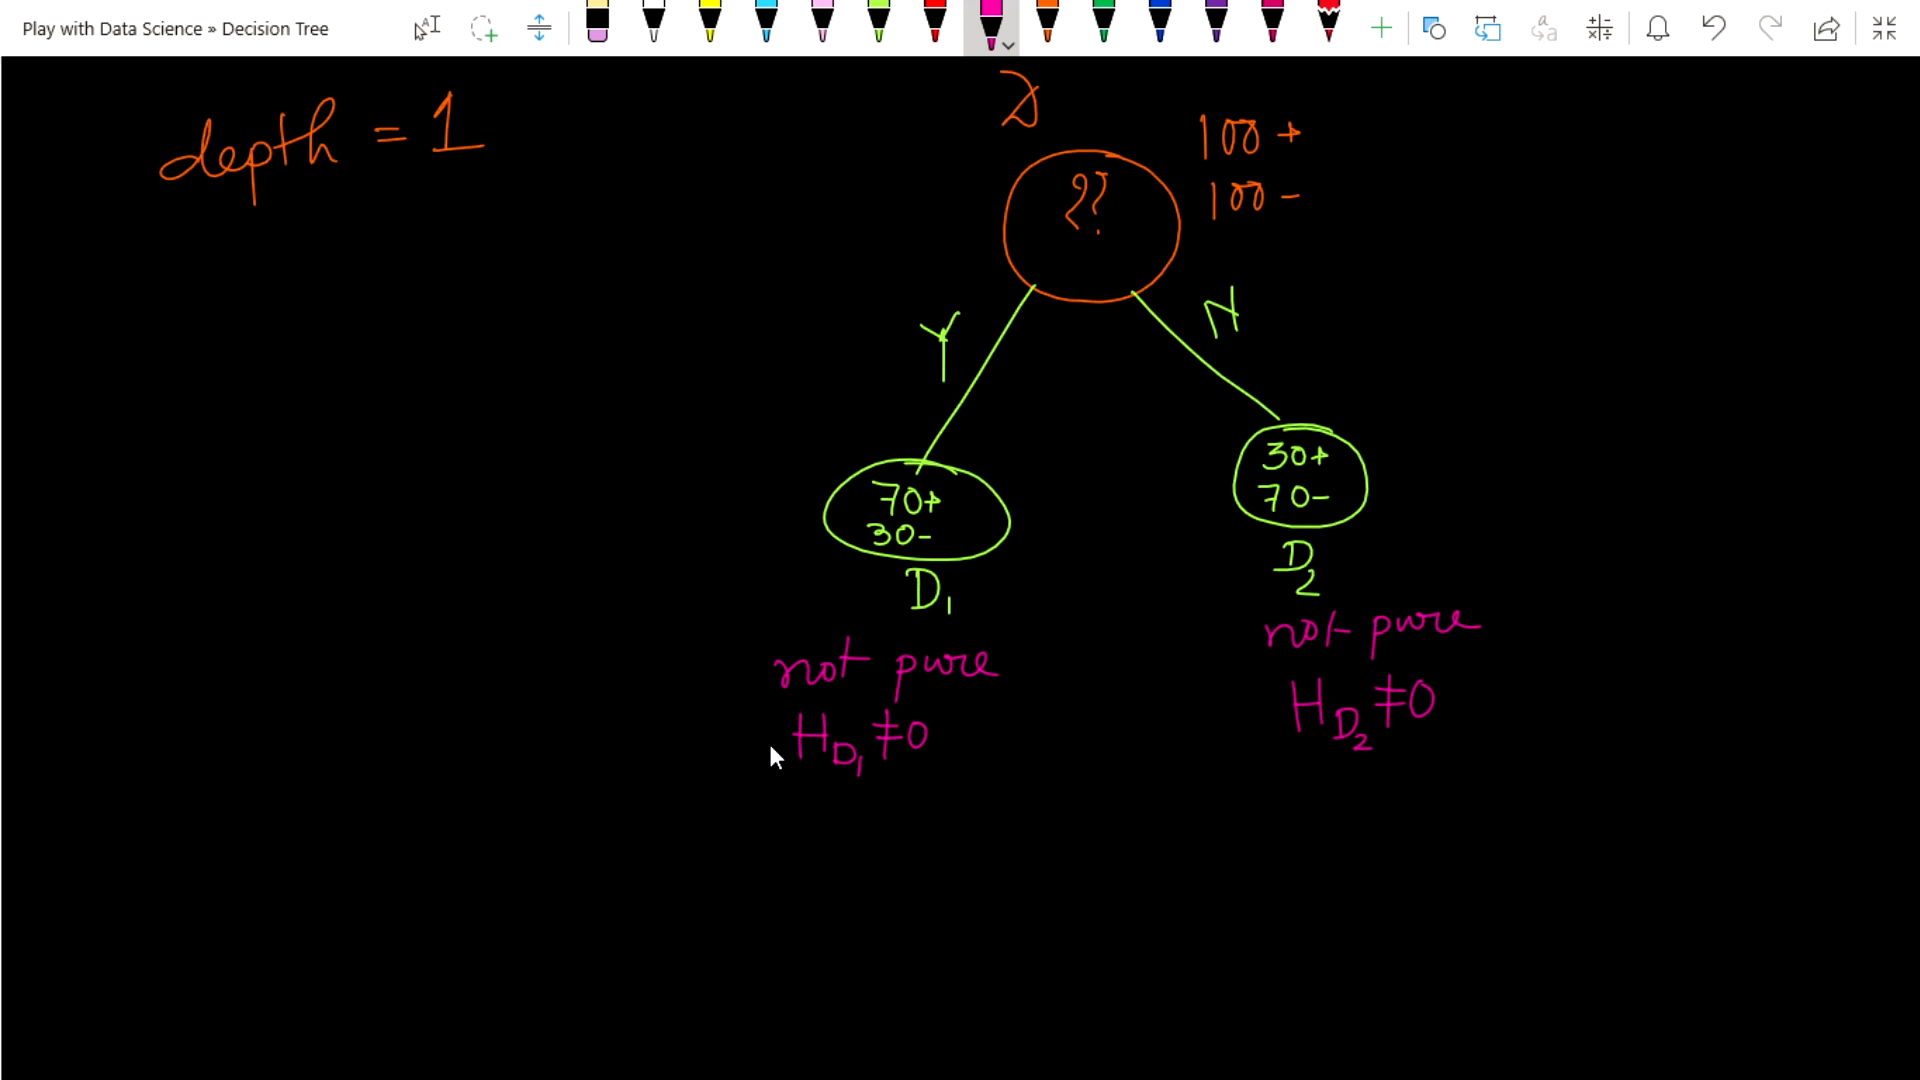 Play with Data Science » Decision Tree
depth = 1
D
100 +
100 -
??
Y
N
30+
70-
70+
30-
D2
D1
not pure
not pure
HD2 ≠0
HD1 ≠0